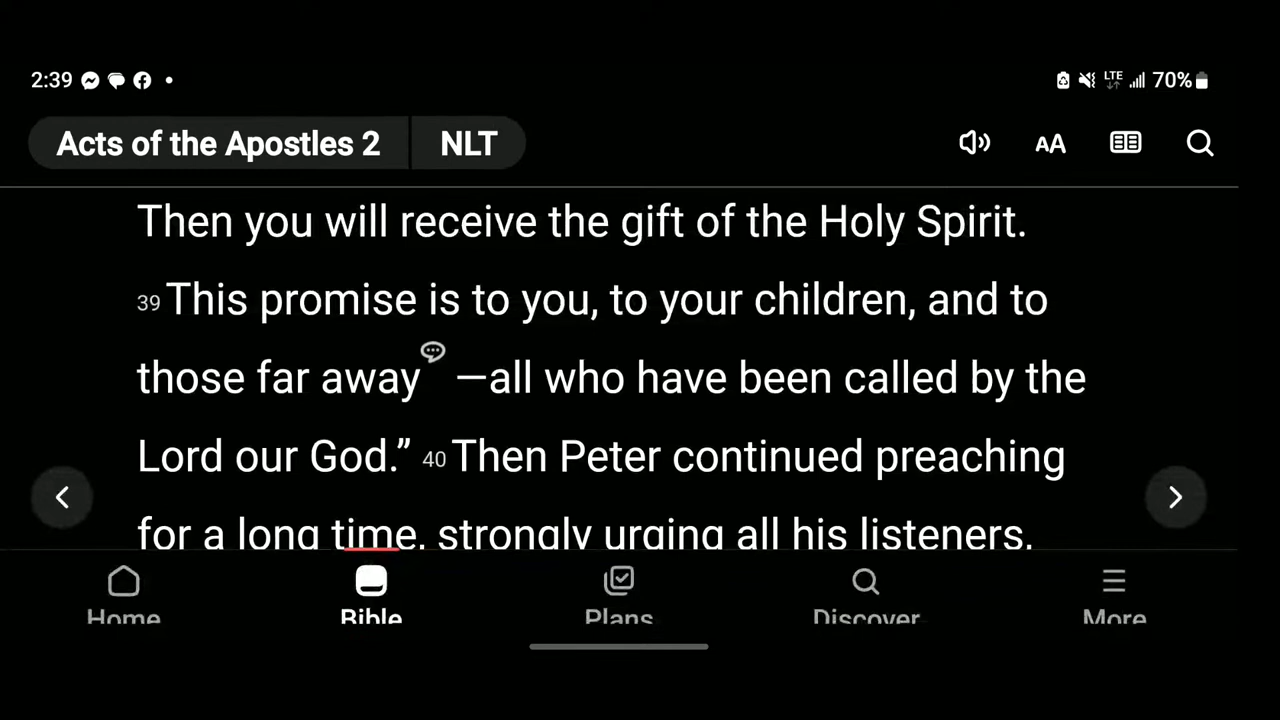 2:39
LTE
70%
Acts of the Apostles 2
NLT
AA
Then you will receive the gift of the Holy Spirit.
39 This promise is to you, to your children, and to
those far away —all who have been called by the
Lord our God.” 40 Then Peter continued preaching
for a long time, strongly urging all his listeners,
Home
Bible
Plans
Discover
More